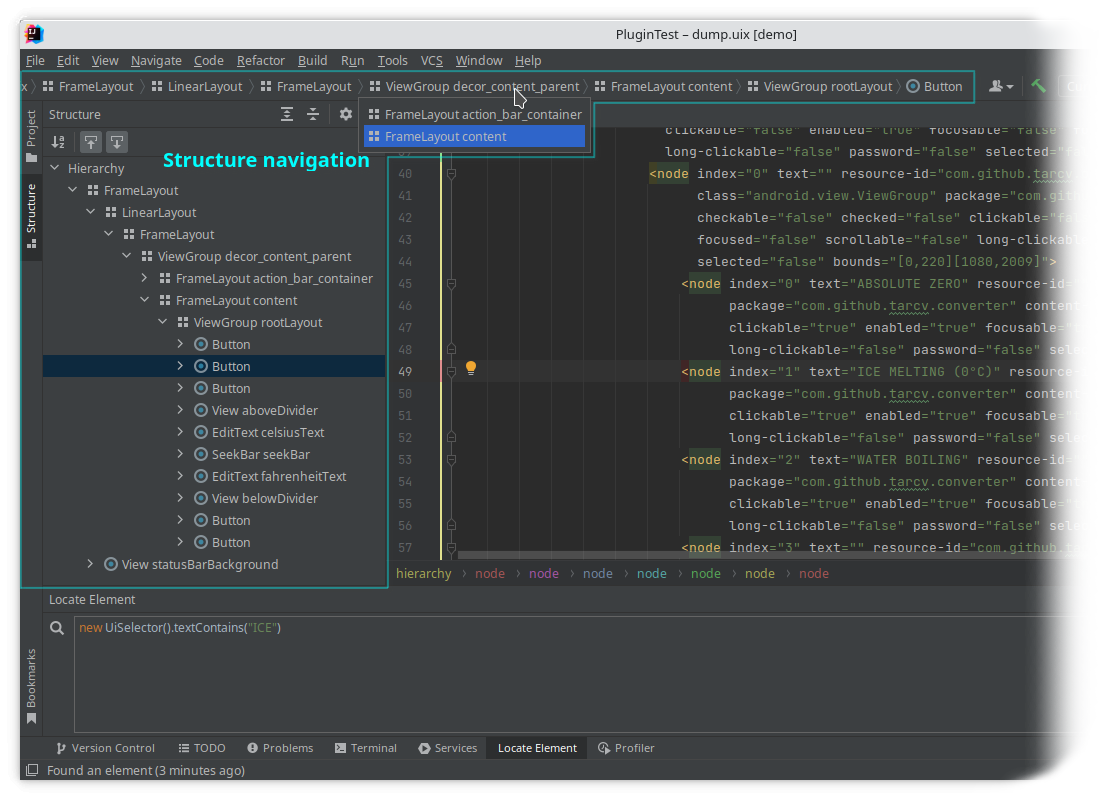 PluginTest – dump.uix [demo]
File Edit View Navigate Code Refactor Build Run Tools VCS Window Help
x FrameLayout LinearLayout FrameLayout ViewGroup decor_content_parent FrameLayout content ViewGroup rootLayout Button
FrameLayout action_bar_container
FrameLayout content
Project
Structure
Bookmarks
Structure
Structure navigation
Hierarchy
FrameLayout
LinearLayout
FrameLayout
ViewGroup decor_content_parent
FrameLayout action_bar_container
FrameLayout content
ViewGroup rootLayout
Button
Button
Button
View aboveDivider
EditText celsiusText
SeekBar seekBar
EditText fahrenheitText
View belowDivider
Button
Button
View statusBarBackground
clickable="false" enabled="true" focusable="false"
long-clickable="false" password="false" selected="f
40 <node index="0" text="" resource-id="com.github.tarcv
41 class="android.view.ViewGroup" package="com.git
42 checkable="false" checked="false" clickable="f
43 focused="false" scrollable="false" long-clickab
44 selected="false" bounds="[0,220][1080,2009]">
45 <node index="0" text="ABSOLUTE ZERO" resource-id=
46 package="com.github.tarcv.converter" content
47 clickable="true" enabled="true" focusable="t
48 long-clickable="false" password="false" sele
49 <node index="1" text="ICE MELTING (0°C)" resource-
50 package="com.github.tarcv.converter" content
51 clickable="true" enabled="true" focusable="t
52 long-clickable="false" password="false" sele
53 <node index="2" text="WATER BOILING" resource-id=
54 package="com.github.tarcv.converter" content
55 clickable="true" enabled="true" focusable="t
56 long-clickable="false" password="false" sele
57 <node index="3" text="" resource-id="com.github.ta
hierarchy node node node node node node node
Locate Element
new UiSelector().textContains("ICE")
Version Control TODO Problems Terminal Services Locate Element Profiler
Found an element (3 minutes ago)